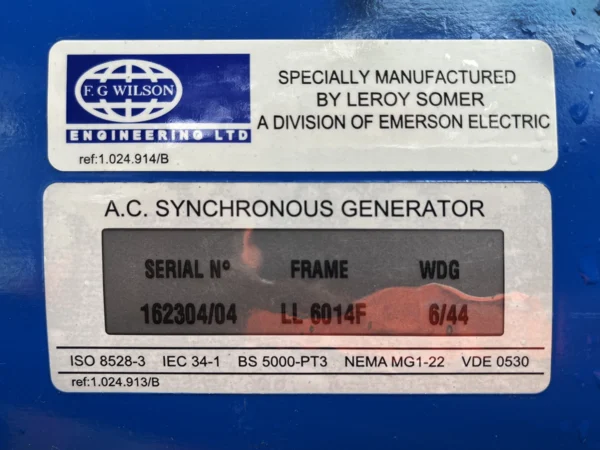 F.G WILSON
ENGINEERING LTD
SPECIALLY MANUFACTURED
BY LEROY SOMER
A DIVISION OF EMERSON ELECTRIC
ref:1.024.914/B
A.C. SYNCHRONOUS GENERATOR
SERIAL Nº FRAME WDG
162304/04 LL 6014F 6/44
ISO 8528-3 IEC 34-1 BS 5000-PT3 NEMA MG1-22 VDE 0530
ref:1.024.913/B